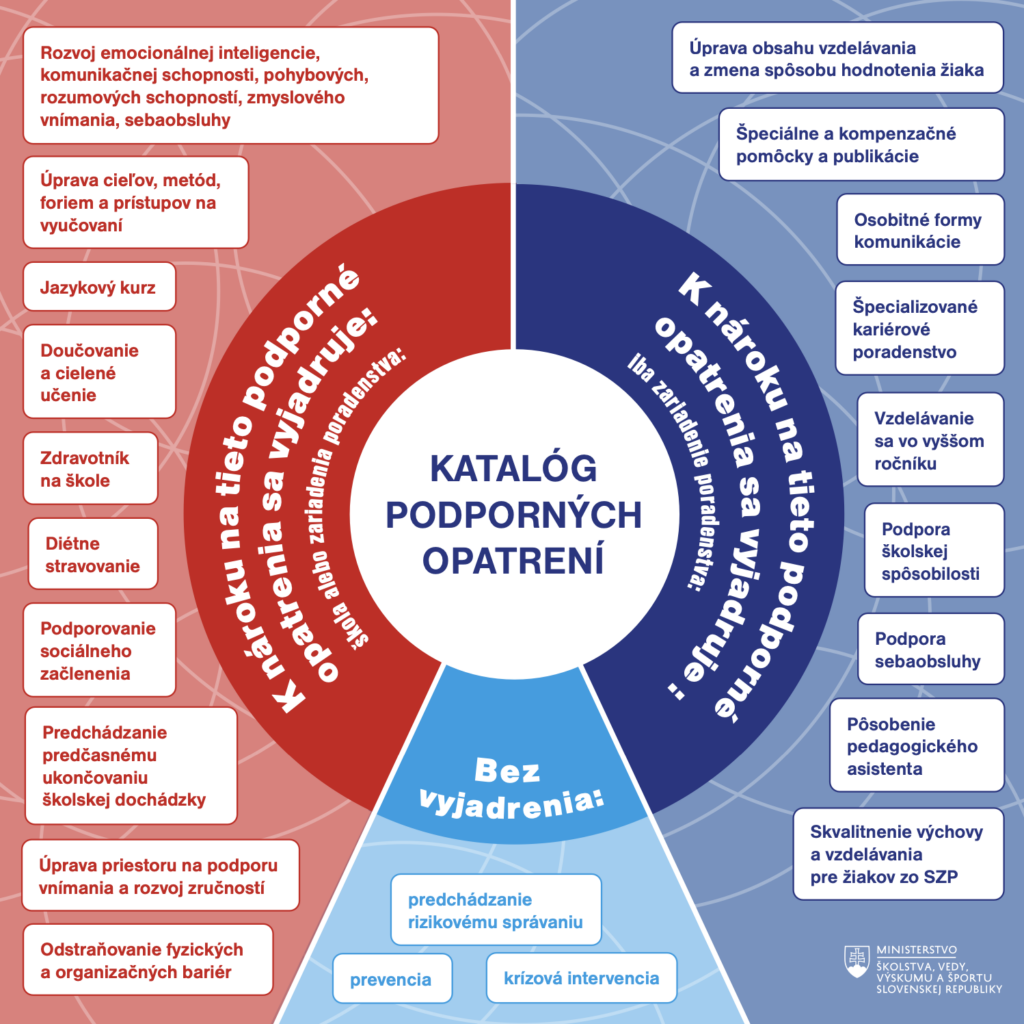 Rozvoj emocionálnej inteligencie,
komunikačnej schopnosti, pohybových,
rozumových schopností, zmyslového
vnímania, sebaobsluhy
Úprava cieľov, metód,
foriem a prístupov na
vyučovaní
Jazykový kurz
Doučovanie
a cielené
učenie
Zdravotník
na škole
Diétne
stravovanie
Podporovanie
sociálneho
začlenenia
Predchádzanie
predčasnému
ukončovaniu
školskej dochádzky
Úprava priestoru na podporu
vnímania a rozvoj zručností
Odstraňovanie fyzických
a organizačných bariér
K nároku na tieto podporné
opatrenia sa vyjadruje:
škola alebo zariadenia poradenstva:
KATALÓG
PODPORNÝCH
OPATRENÍ
K nároku na tieto podporné
opatrenia sa vyjadruje :
Iba zariadenie poradenstva:
Úprava obsahu vzdelávania
a zmena spôsobu hodnotenia žiaka
Špeciálne a kompenzačné
pomôcky a publikácie
Osobitné formy
komunikácie
Špecializované
kariérové
poradenstvo
Vzdelávanie
sa vo vyššom
ročníku
Podpora
školskej
spôsobilosti
Podpora
sebaobsluhy
Pôsobenie
pedagogického
asistenta
Skvalitnenie výchovy
a vzdelávania
pre žiakov zo SZP
Bez
vyjadrenia:
predchádzanie
rizikovému správaniu
prevencia
krízová intervencia
MINISTERSTVO
ŠKOLSTVA, VEDY,
VÝSKUMU A ŠPORTU
SLOVENSKEJ REPUBLIKY